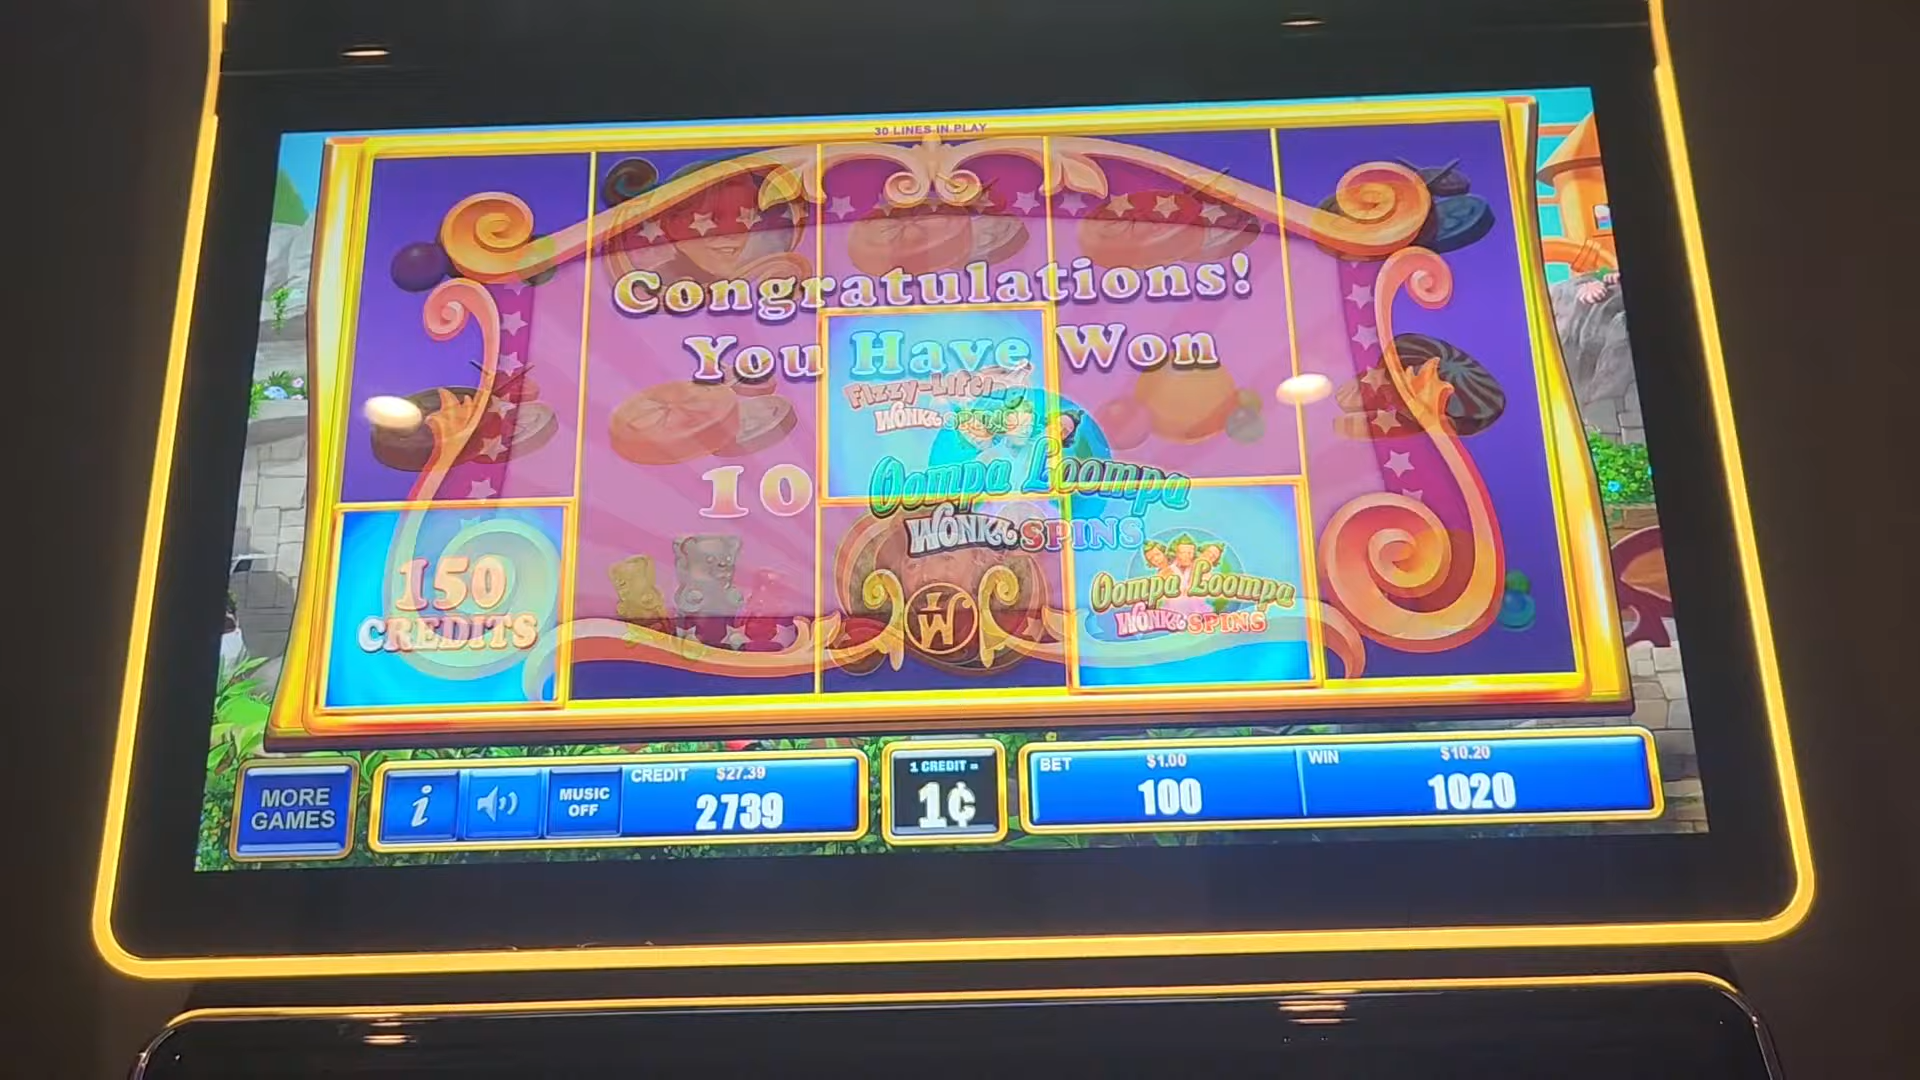 30 LINES IN PLAY
Congratulations!
You Have Won
Fizzy-Lifting
WONKA SPINS
10
Oompa Loompa
WONKA SPINS
150
CREDITS
W
Oompa Loompa
WONKA SPINS
MORE
GAMES
i
MUSIC
OFF
CREDIT $27.39
2739
1 CREDIT =
1¢
BET $1.00
100
WIN $10.20
1020